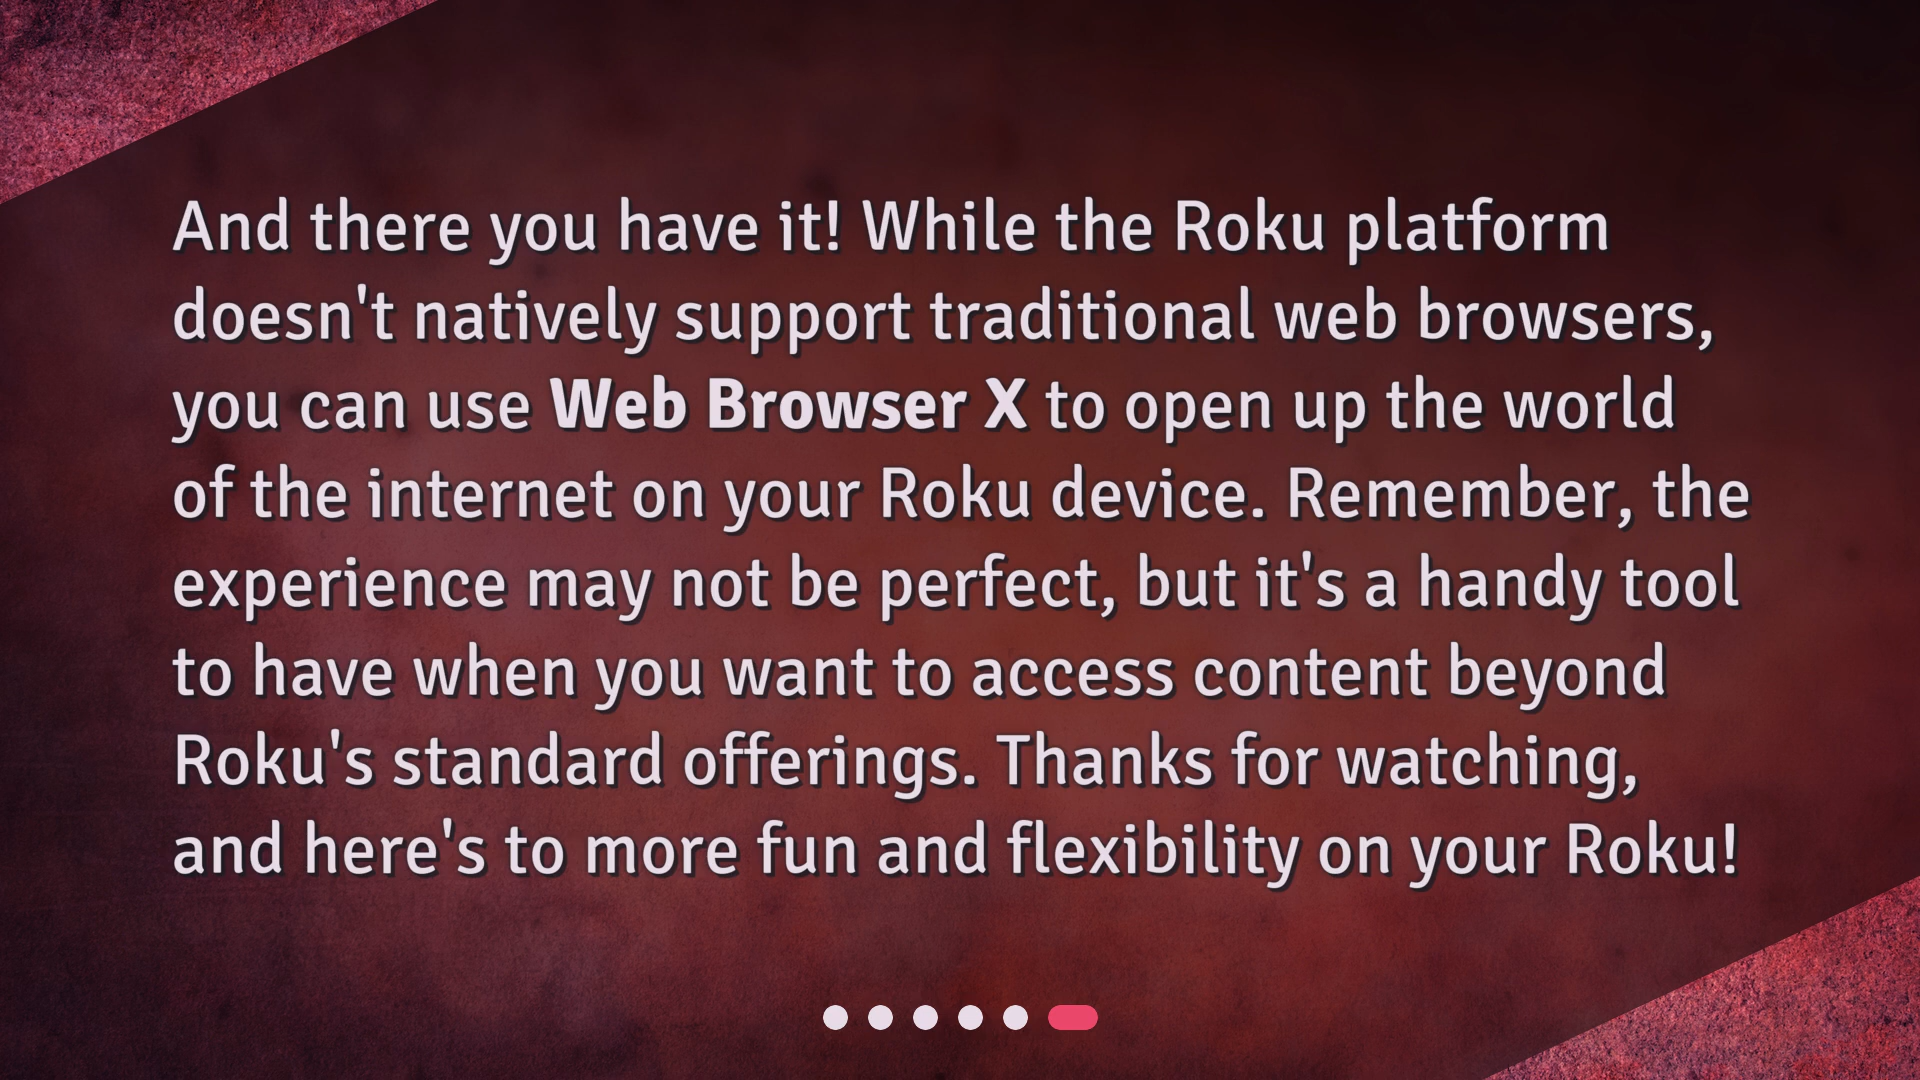 And there you have it! While the Roku platform
doesn't natively support traditional web browsers,
you can use Web Browser X to open up the world
of the internet on your Roku device. Remember, the
experience may not be perfect, but it's a handy tool
to have when you want to access content beyond
Roku's standard offerings. Thanks for watching,
and here's to more fun and flexibility on your Roku!